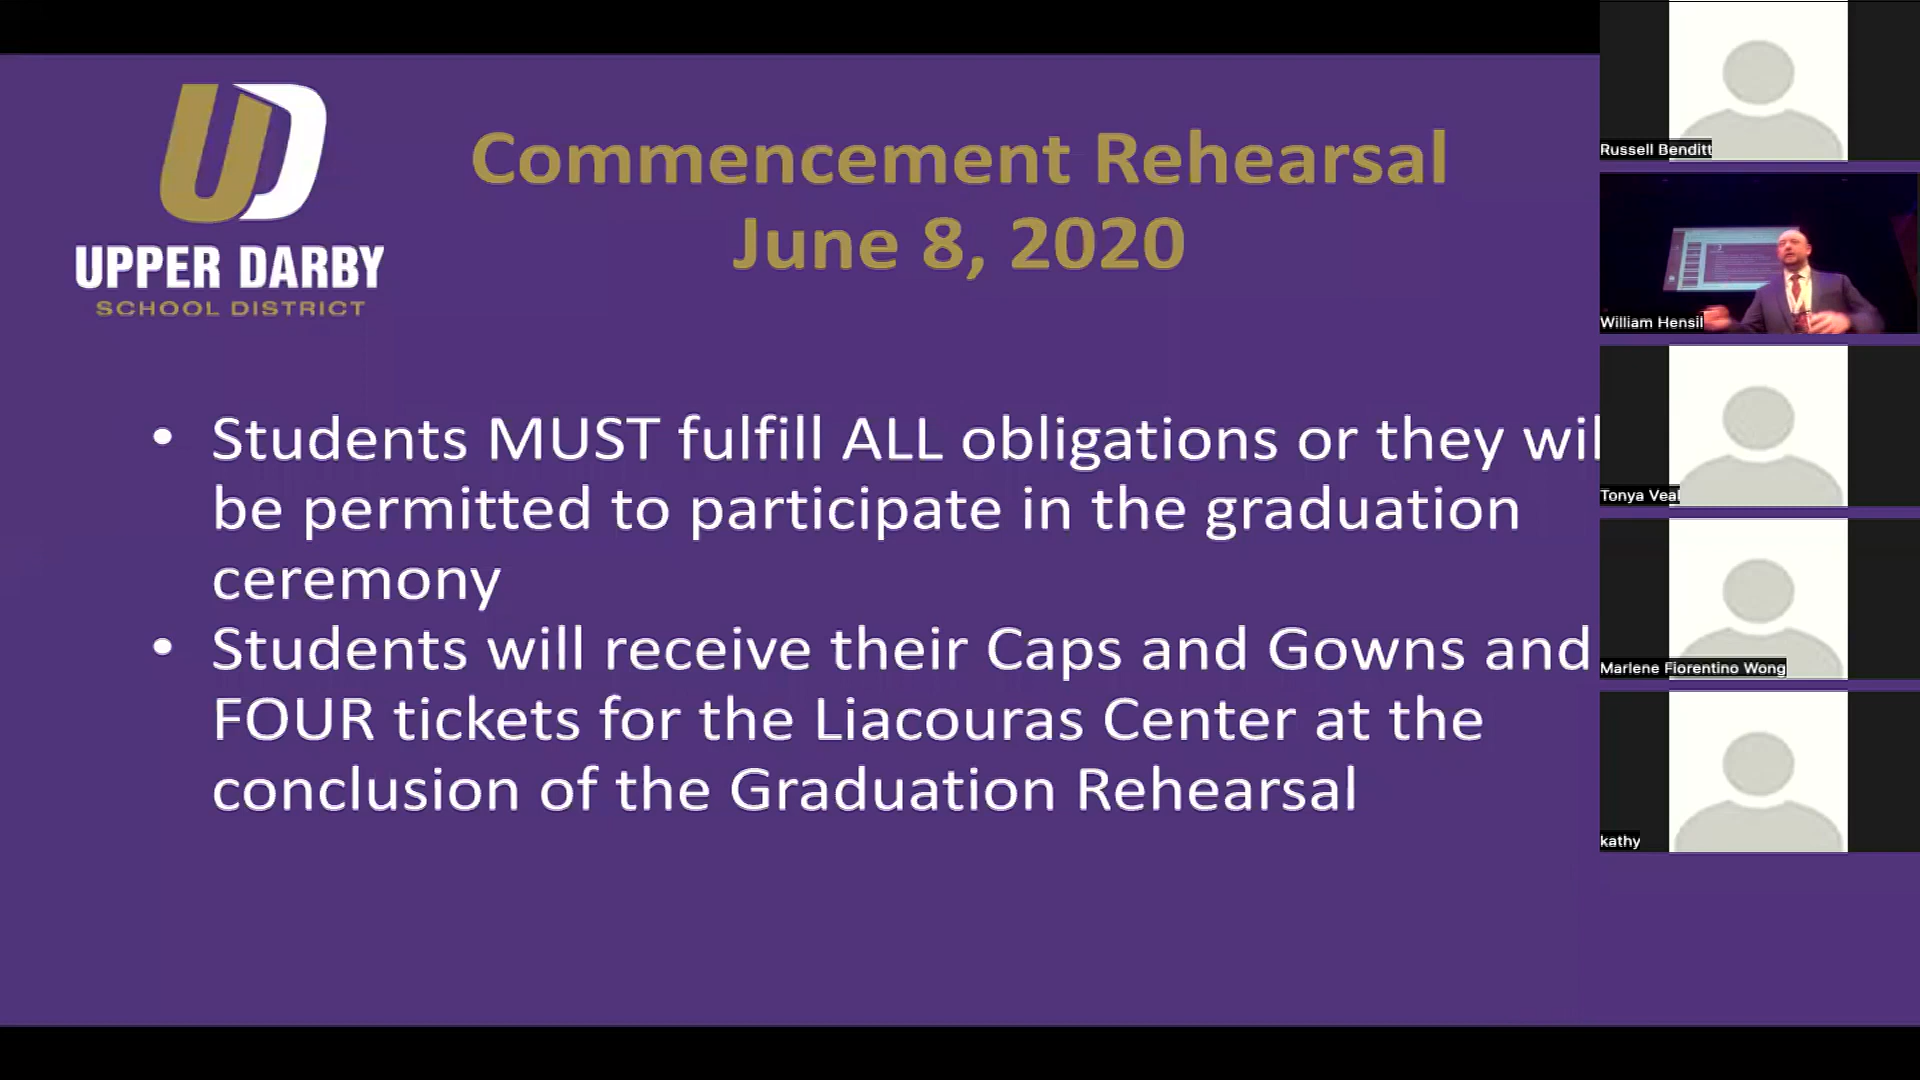 UD
UPPER DARBY
SCHOOL DISTRICT
Commencement Rehearsal
June 8, 2020
• Students MUST fulfill ALL obligations or they wil
be permitted to participate in the graduation
ceremony
• Students will receive their Caps and Gowns and
FOUR tickets for the Liacouras Center at the
conclusion of the Graduation Rehearsal
Russell Benditt
William Hensil
Tonya Veal
Marlene Fiorentino Wong
kathy